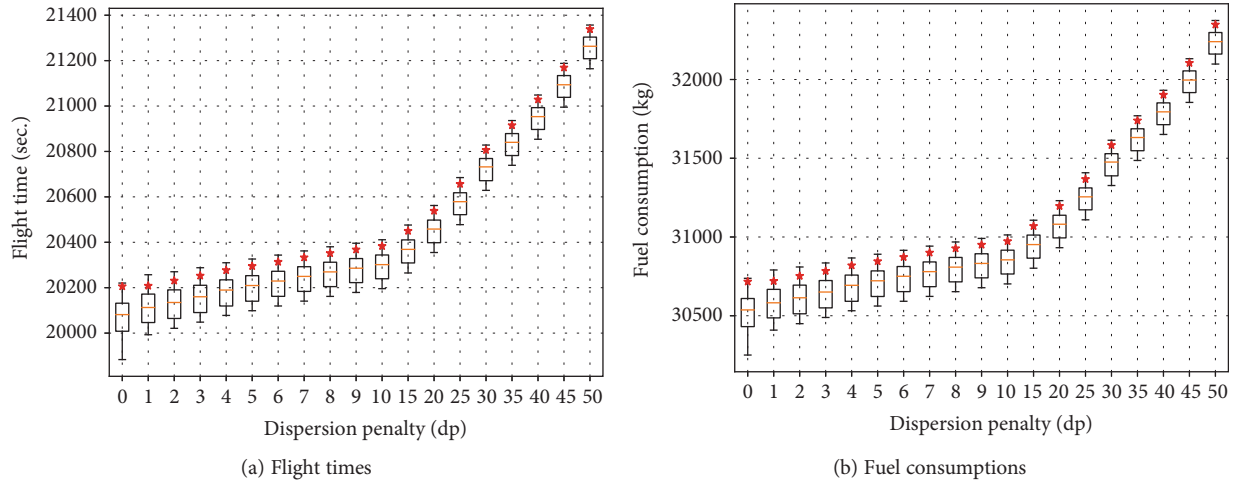 21400
21200
21000
20800
20600
20400
20200
20000
Flight time (sec.)
0 1 2 3 4 5 6 7 8 9 10 15 20 25 30 35 40 45 50
Dispersion penalty (dp)
(a) Flight times
32000
31500
31000
30500
Fuel consumption (kg)
0 1 2 3 4 5 6 7 8 9 10 15 20 25 30 35 40 45 50
Dispersion penalty (dp)
(b) Fuel consumptions